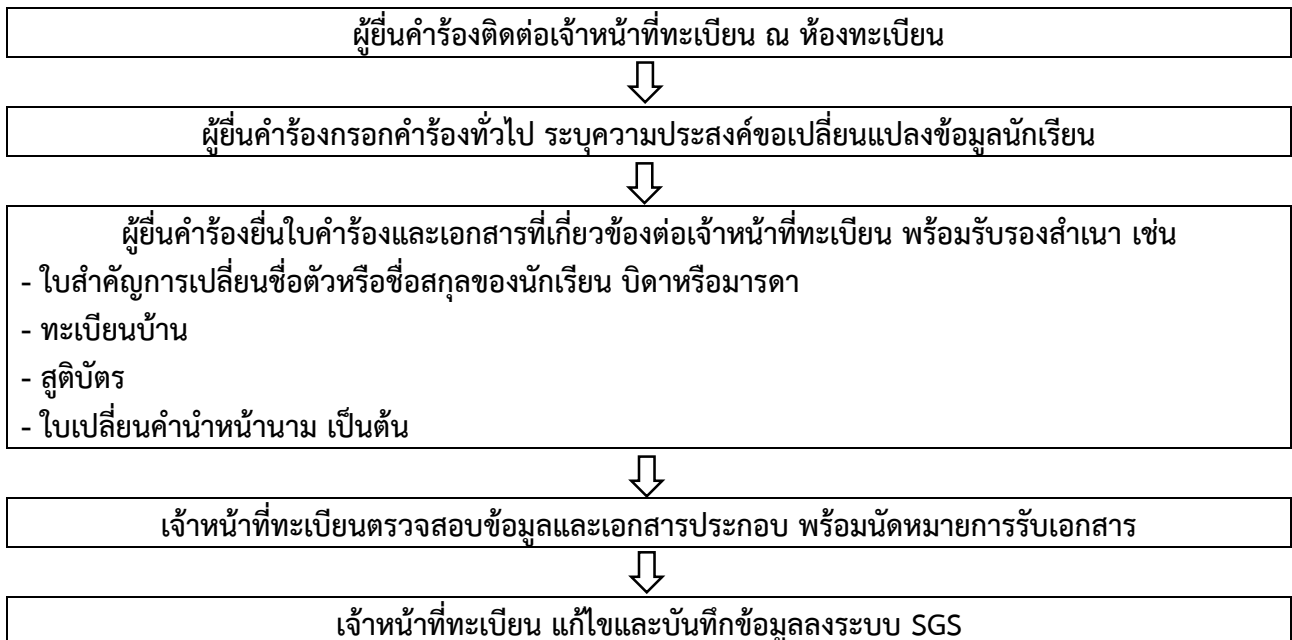 ผู้ยื่นคำร้องติดต่อเจ้าหน้าที่ทะเบียน ณ ห้องทะเบียน
ผู้ยื่นคำร้องกรอกคำร้องทั่วไป ระบุความประสงค์ขอเปลี่ยนแปลงข้อมูลนักเรียน
ผู้ยื่นคำร้องยื่นใบคำร้องและเอกสารที่เกี่ยวข้องต่อเจ้าหน้าที่ทะเบียน พร้อมรับรองสำเนา เช่น
- ใบสำคัญการเปลี่ยนชื่อตัวหรือชื่อสกุลของนักเรียน บิดาหรือมารดา
- ทะเบียนบ้าน
- สูติบัตร
- ใบเปลี่ยนคำนำหน้านาม เป็นต้น
เจ้าหน้าที่ทะเบียนตรวจสอบข้อมูลและเอกสารประกอบ พร้อมนัดหมายการรับเอกสาร
เจ้าหน้าที่ทะเบียน แก้ไขและบันทึกข้อมูลลงระบบ SGS